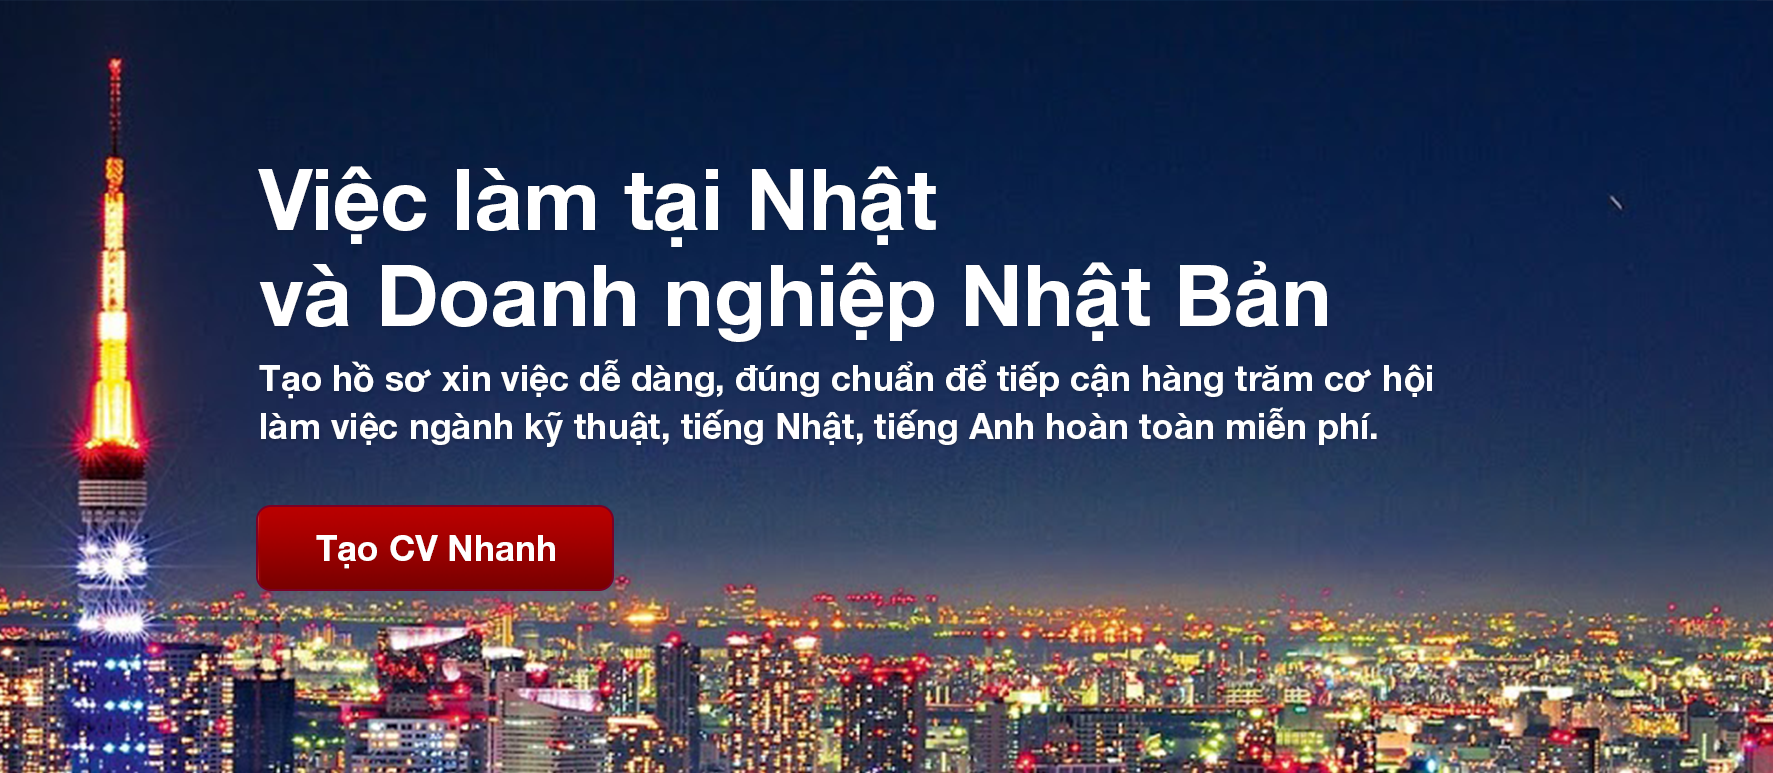 Việc làm tại Nhật
và Doanh nghiệp Nhật Bản
Tạo hồ sơ xin việc dễ dàng, đúng chuẩn để tiếp cận hàng trăm cơ hội
làm việc ngành kỹ thuật, tiếng Nhật, tiếng Anh hoàn toàn miễn phí.
Tạo CV Nhanh